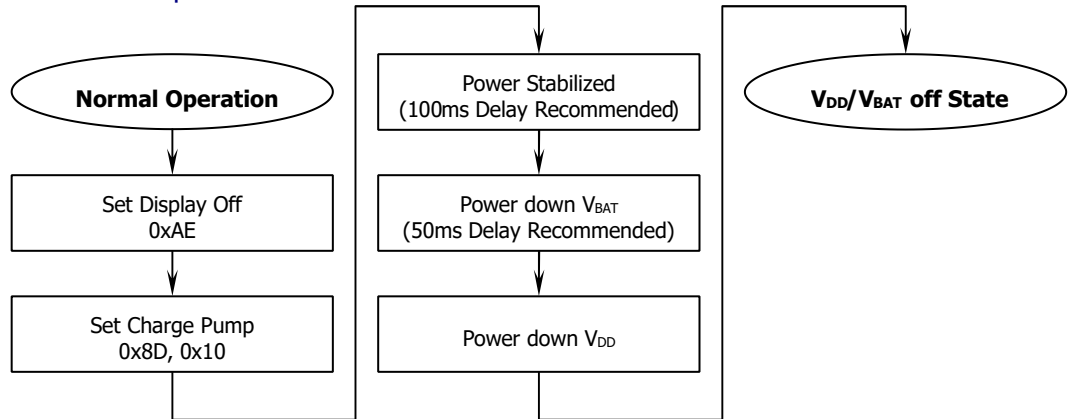 Normal Operation
Set Display Off
0xAE
Set Charge Pump
0x8D, 0x10
Power Stabilized
(100ms Delay Recommended)
Power down VBAT
(50ms Delay Recommended)
Power down VDD
VDD/VBAT off State